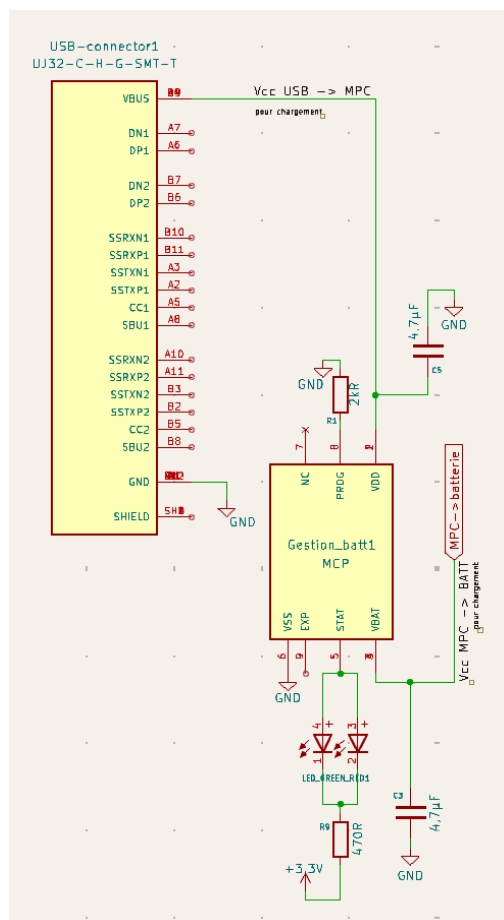 USB-connector1
UJ32-C-H-G-SMT-T
VBUS
Vcc USB -> MPC
pour chargement
DN1 A7
DP1 A6
DN2 B7
DP2 B6
SSRXN1 B10
SSRXP1 B11
SSTXN1 A3
SSTXP1 A2
CC1 A5
SBU1 A8
SSRXN2 A10
SSRXP2 A11
SSTXN2 B3
SSTXP2 B2
CC2 B5
SBU2 B8
GND
GND
SHIELD
4.7µF
GND
C5
GND
2kR
R1
7
8
NC
PROG
VDD
MPC->batterie
Gestion_batt1
MCP
Vcc MPC -> BATT
pour chargement
VSS
EXP
STAT
VBAT
6
9
5
GND
4 +
3 +
1
2
LED_GREEN_RED1
C3
4,7µF
R9
470R
+3.3V
GND